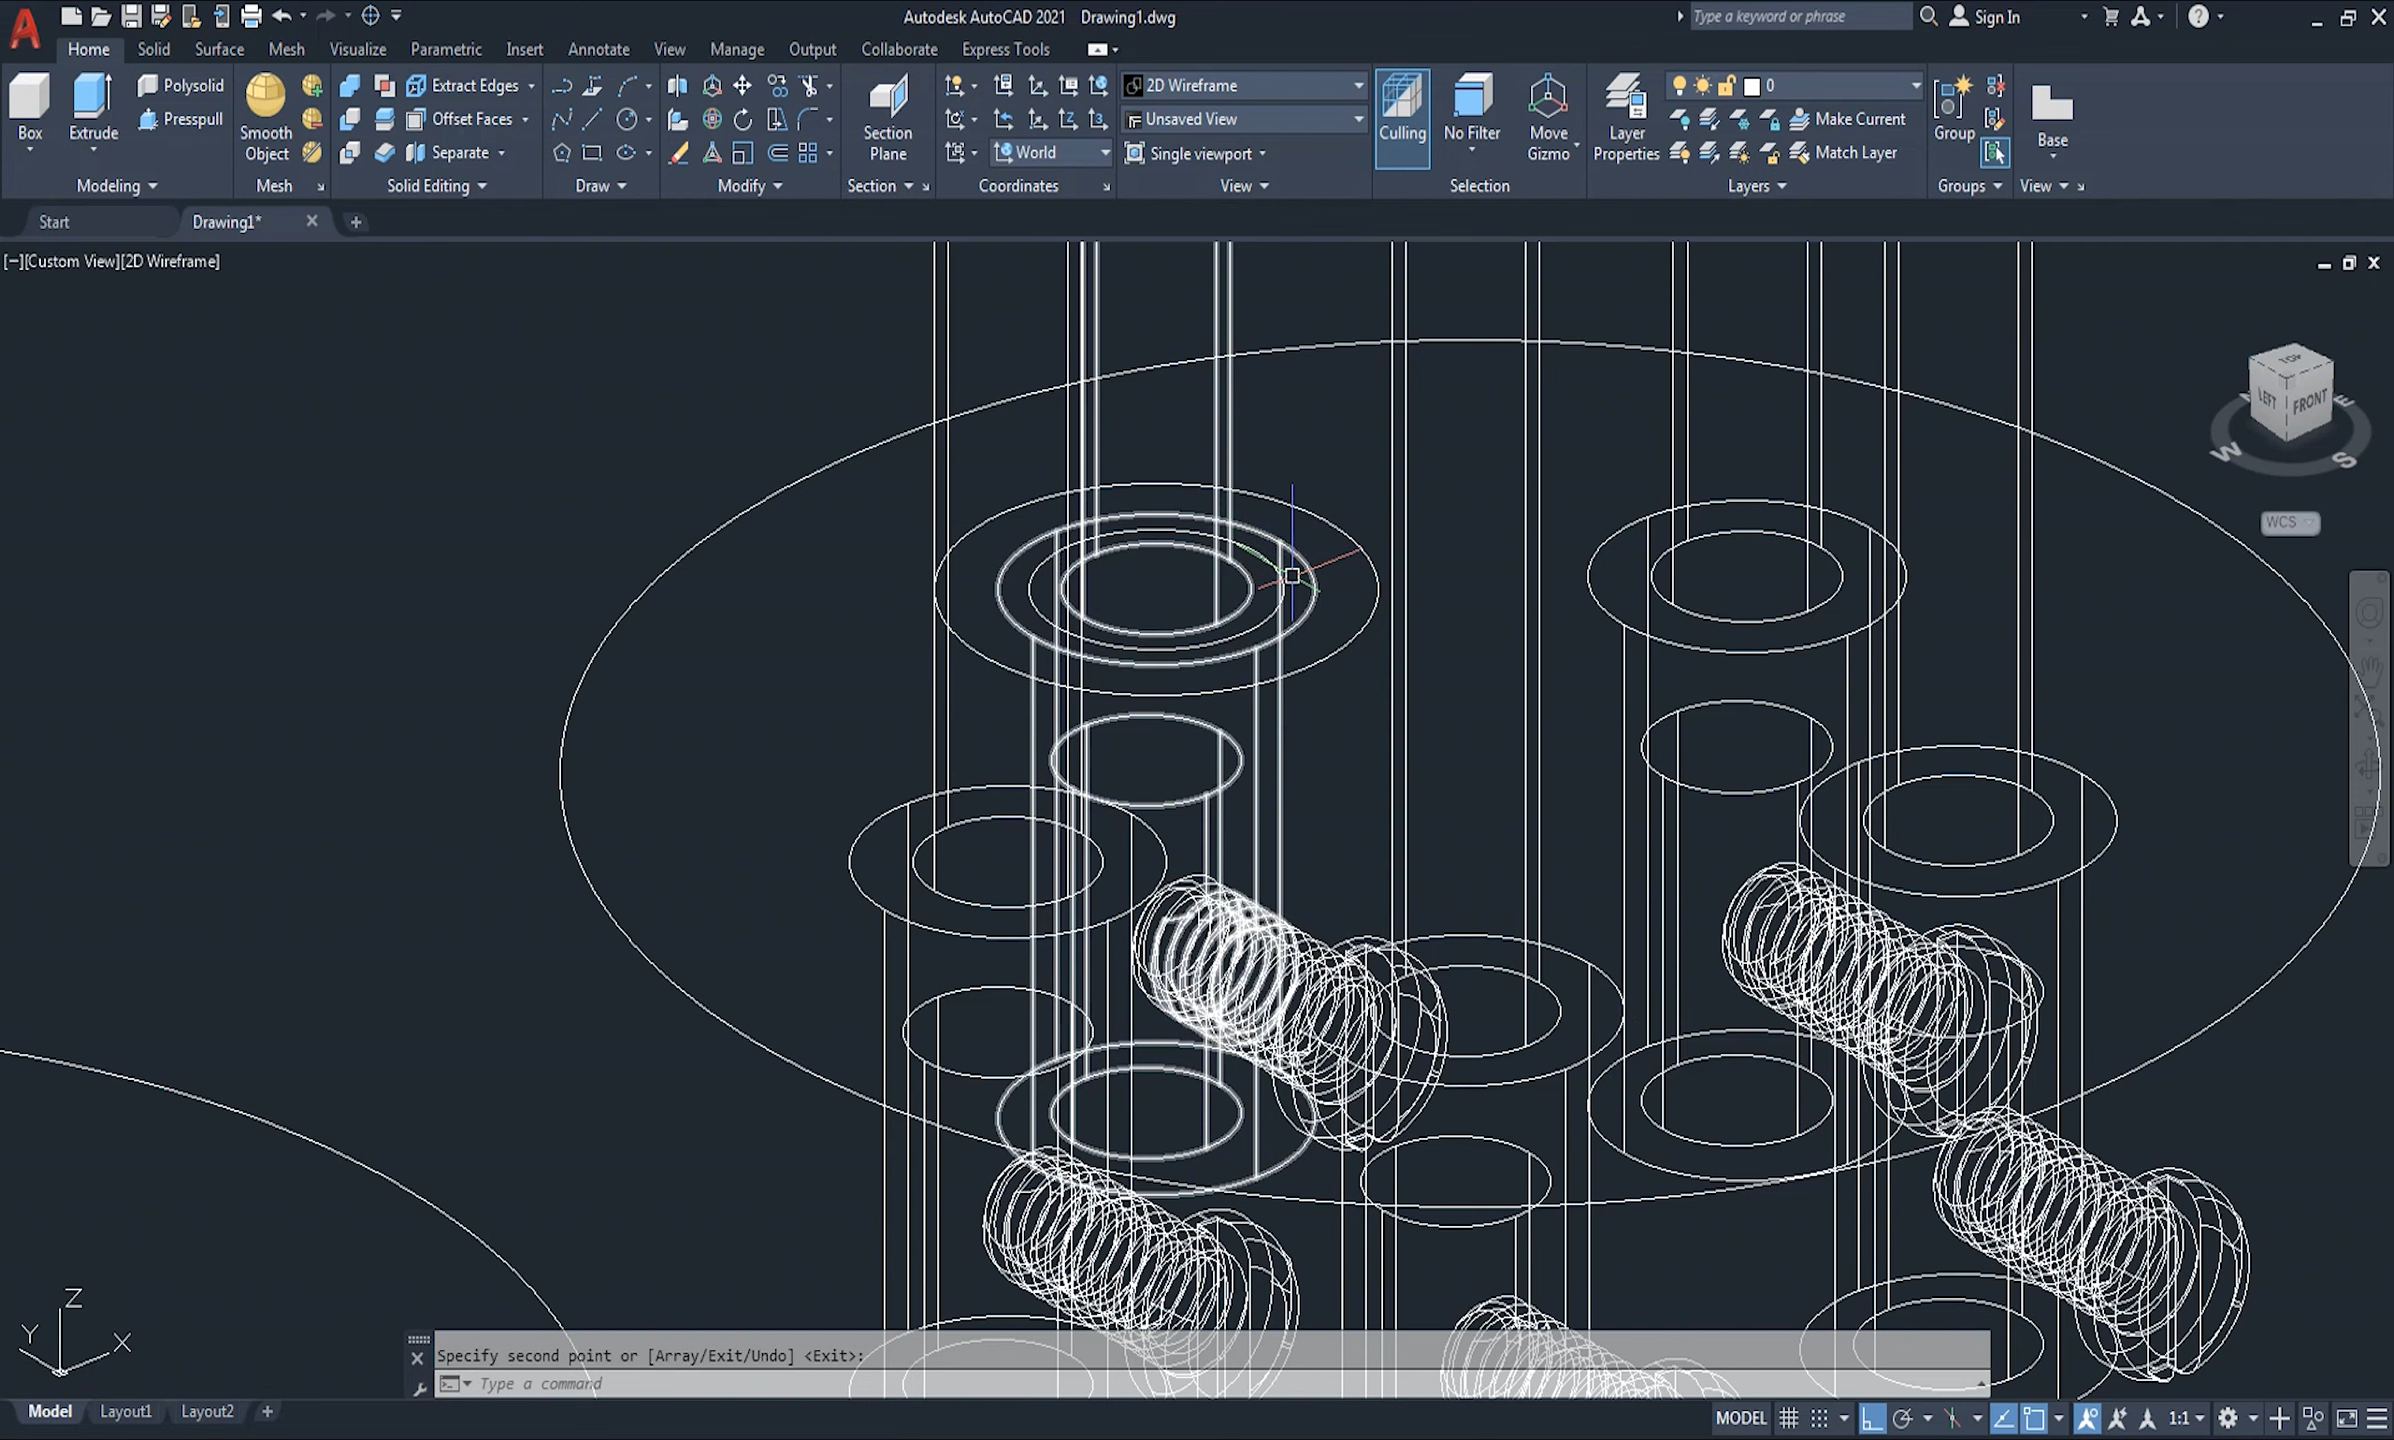 Autodesk AutoCAD 2021 Drawing1.dwg
Type a keyword or phrase
Sign In
Home Solid Surface Mesh Visualize Parametric Insert Annotate View Manage Output Collaborate Express Tools
Box
Extrude
Polysolid
Presspull
Modeling
Smooth
Object
Mesh
Extract Edges
Offset Faces
Separate
Solid Editing
Draw
Modify
Section
Plane
Section
World
Coordinates
2D Wireframe
Unsaved View
Single viewport
View
Culling
No Filter
Move
Gizmo
Selection
Layer
Properties
0
Make Current
Match Layer
Layers
Group
Groups
Base
View
Start
Drawing1*
[−][Custom View][2D Wireframe]
TOP
LEFT
FRONT
E
W
S
WCS
Z
Y
X
Specify second point or [Array/Exit/Undo] <Exit>:
Type a command
Model
Layout1
Layout2
MODEL
1:1